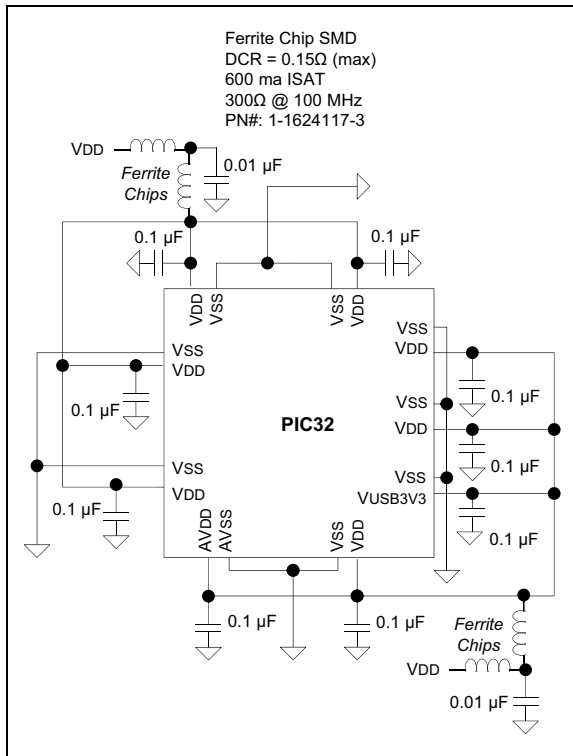 Ferrite Chip SMD
DCR = 0.15Ω (max)
600 ma ISAT
300Ω @ 100 MHz
PN#: 1-1624117-3
VDD
0.01 µF
Ferrite
Chips
0.1 µF
0.1 µF
VDD
VSS
VSS
VDD
VSS
VDD
VSS
VDD
0.1 µF
0.1 µF
VSS
PIC32
VDD
0.1 µF
VSS
VDD
0.1 µF
VSS
VUSB3V3
0.1 µF
0.1 µF
AVDD
AVSS
VSS
VDD
0.1 µF
0.1 µF
Ferrite
Chips
VDD
0.01 µF